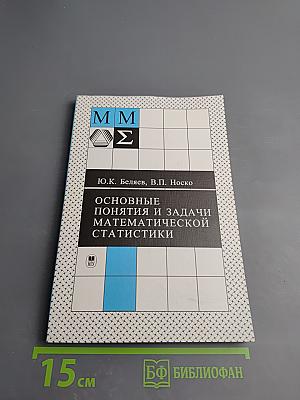 М М
Σ
Ю.К. Беляев, В.П. Носко
ОСНОВНЫЕ
ПОНЯТИЯ И ЗАДАЧИ
МАТЕМАТИЧЕСКОЙ
СТАТИСТИКИ
15 см
БФ БИБЛИОФАН